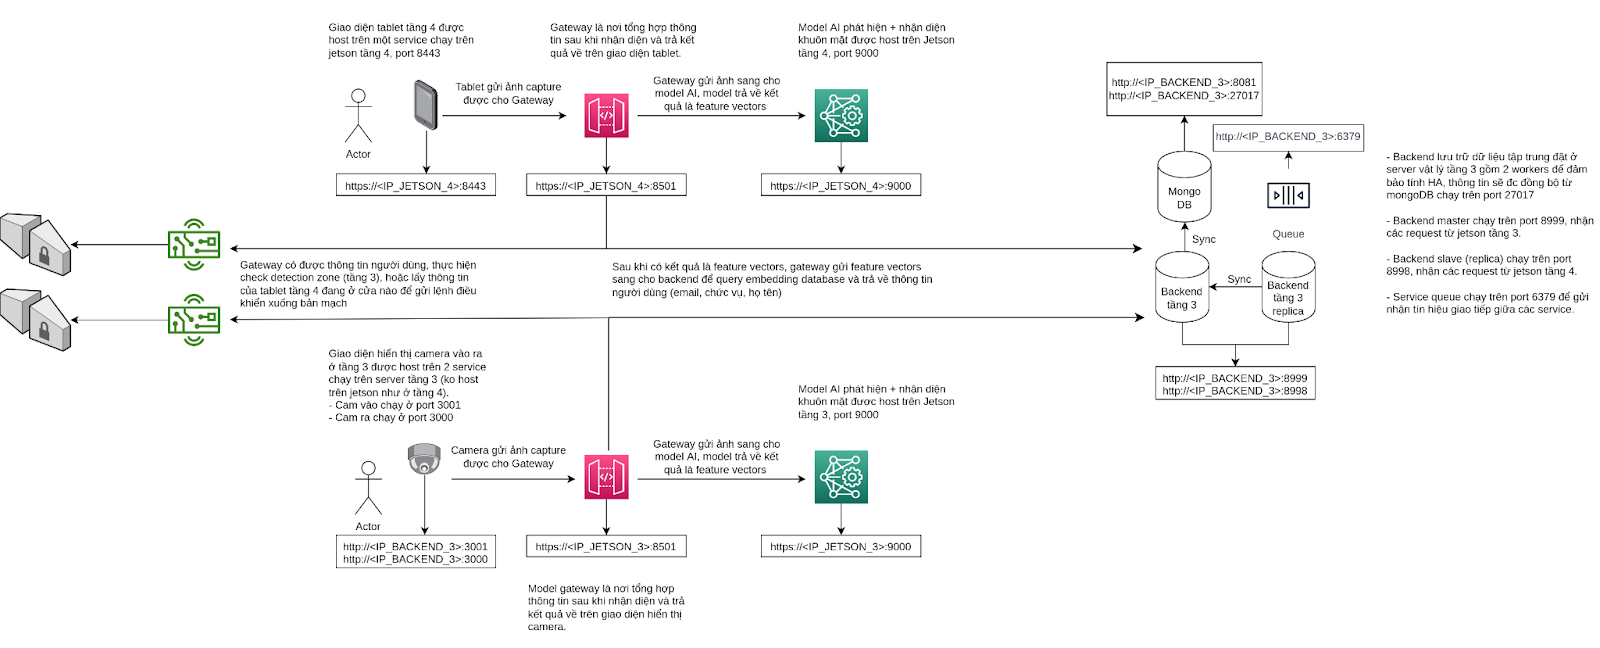 Giao diện tablet tầng 4 được
host trên một service chạy trên
jetson tầng 4, port 8443
Gateway là nơi tổng hợp thông
tin sau khi nhận diện và trả kết
quả về trên giao diện tablet.
Model AI phát hiện + nhận diện
khuôn mặt được host trên Jetson
tầng 4, port 9000
Actor
Tablet gửi ảnh capture
được cho Gateway
Gateway gửi ảnh sang cho
model AI, model trả về kết
quả là feature vectors
https://<IP_JETSON_4>:8443
https://<IP_JETSON_4>:8501
https://<IP_JETSON_4>:9000
http://<IP_BACKEND_3>:8081
http://<IP_BACKEND_3>:27017
http://<IP_BACKEND_3>:6379
Mongo
DB
Queue
Sync
Backend
tầng 3
Sync
Backend
tầng 3
replica
http://<IP_BACKEND_3>:8999
http://<IP_BACKEND_3>:8998
- Backend lưu trữ dữ liệu tập trung đặt ở
server vật lý tầng 3 gồm 2 workers để đảm
bảo tính HA, thông tin sẽ đc đồng bộ từ
mongoDB chạy trên port 27017
- Backend master chạy trên port 8999, nhận
các request từ jetson tầng 3.
- Backend slave (replica) chạy trên port
8998, nhận các request từ jetson tầng 4.
- Service queue chạy trên port 6379 để gửi
nhận tín hiệu giao tiếp giữa các service.
Gateway có được thông tin người dùng, thực hiện
check detection zone (tầng 3). hoặc lấy thông tin
của tablet tầng 4 đang ở cửa nào để gửi lệnh điều
khiển xuống bản mạch
Sau khi có kết quả là feature vectors, gateway gửi feature vectors
sang cho backend để query embedding database và trả về thông tin
người dùng (email, chức vụ, họ tên)
Giao diện hiển thị camera vào ra
ở tầng 3 được host trên 2 service
chạy trên server tầng 3 (ko host
trên jetson như ở tầng 4).
- Cam vào chạy ở port 3001
- Cam ra chạy ở port 3000
Model AI phát hiện + nhận diện
khuôn mặt được host trên Jetson
tầng 3, port 9000
Actor
Camera gửi ảnh capture
được cho Gateway
Gateway gửi ảnh sang cho
model AI, model trả về kết
quả là feature vectors
http://<IP_BACKEND_3>:3001
http://<IP_BACKEND_3>:3000
https://<IP_JETSON_3>:8501
https://<IP_JETSON_3>:9000
Model gateway là nơi tổng hợp
thông tin sau khi nhận diện và trả
kết quả về trên giao diện hiển thị
camera.